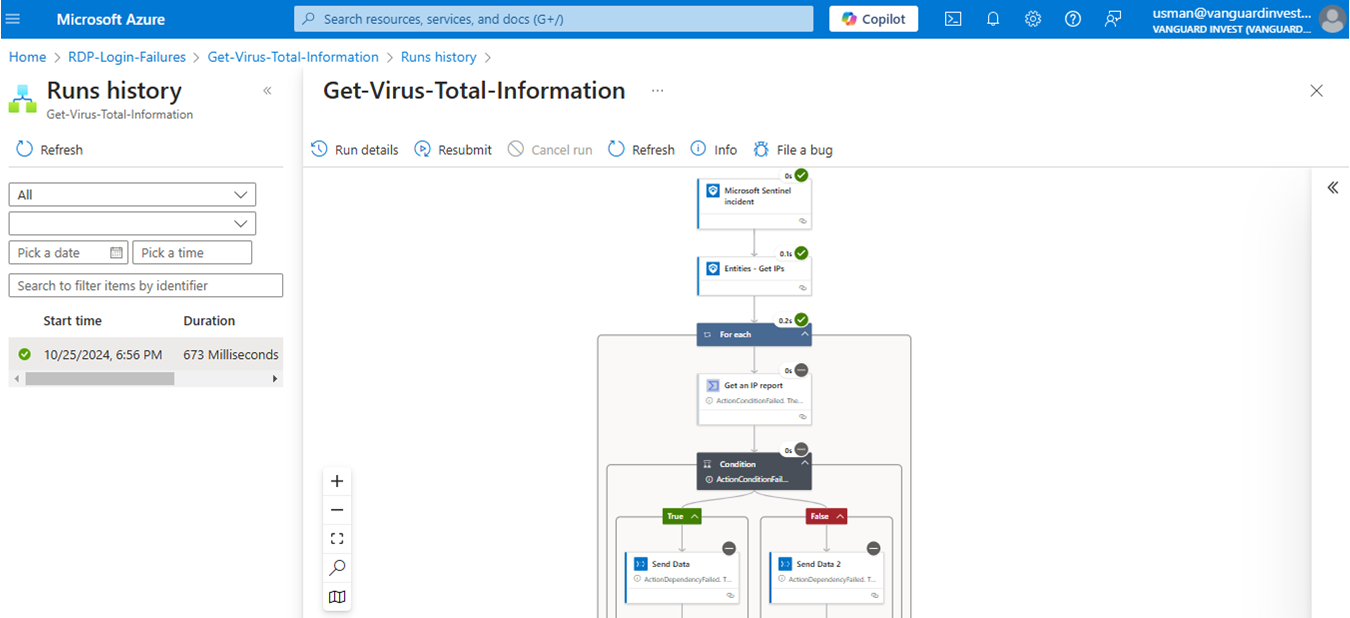 Microsoft Azure
Search resources, services, and docs (G+/)
Copilot
usman@vanguardinvest...
VANGUARD INVEST (VANGUARD...
Home > RDP-Login-Failures > Get-Virus-Total-Information > Runs history >
Runs history
Get-Virus-Total-Information
«
Refresh
All
Pick a date
Pick a time
Search to filter items by identifier
Start time Duration
10/25/2024, 6:56 PM 673 Milliseconds
Get-Virus-Total-Information ...
Run details Resubmit Cancel run Refresh Info File a bug
«
0s
Microsoft Sentinel
incident
0.1s
Entities - Get IPs
0.2s
For each
0s
Get an IP report
ActionConditionFailed. The...
0s
Condition
ActionConditionFail...
True
False
Send Data
ActionDependencyFailed. T...
Send Data 2
ActionDependencyFailed. T...